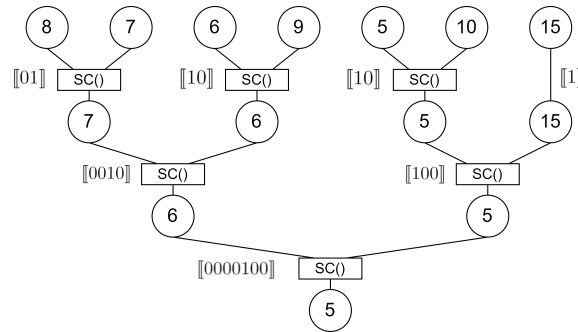 8 7 6 9 5 10 15
⟦01⟧ SC() ⟦10⟧ SC() ⟦10⟧ SC() ⟦1⟧
7 6 5 15
⟦0010⟧ SC() ⟦100⟧ SC()
6 5
⟦0000100⟧ SC()
5